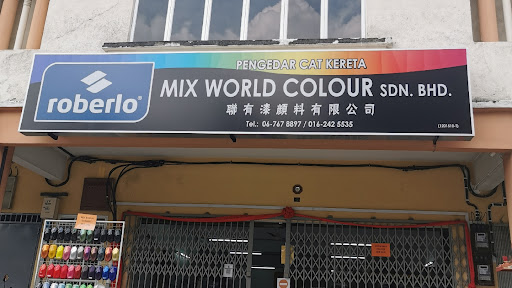 PENGEDAR CAT KERETA
roberlo®
MIX WORLD COLOUR SDN. BHD.
聯有漆顏料有限公司
Tel.: 06-767 8897 / 016-242 5535